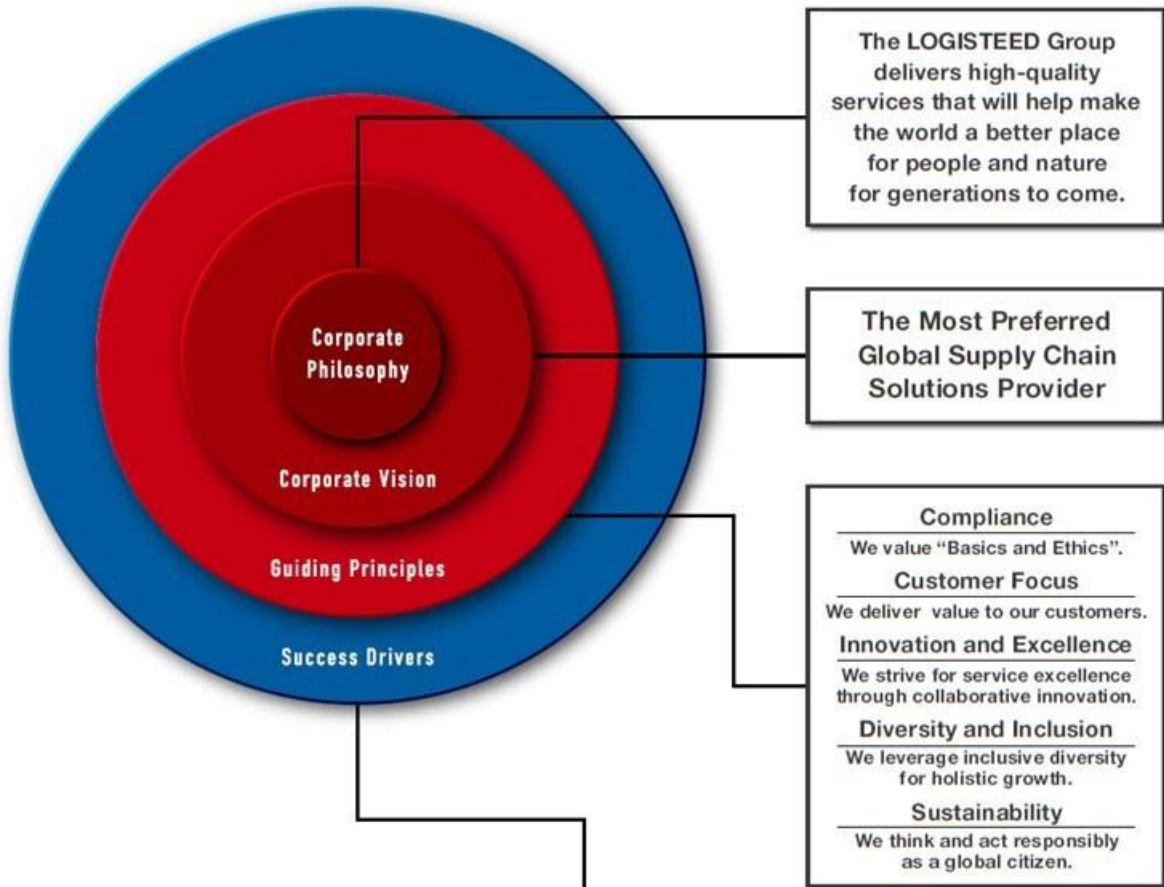 The LOGISTEED Group
delivers high-quality
services that will help make
the world a better place
for people and nature
for generations to come.
Corporate
Philosophy
The Most Preferred
Global Supply Chain
Solutions Provider
Corporate Vision
Guiding Principles
Success Drivers
Compliance
We value “Basics and Ethics”.
Customer Focus
We deliver value to our customers.
Innovation and Excellence
We strive for service excellence
through collaborative innovation.
Diversity and Inclusion
We leverage inclusive diversity
for holistic growth.
Sustainability
We think and act responsibly
as a global citizen.